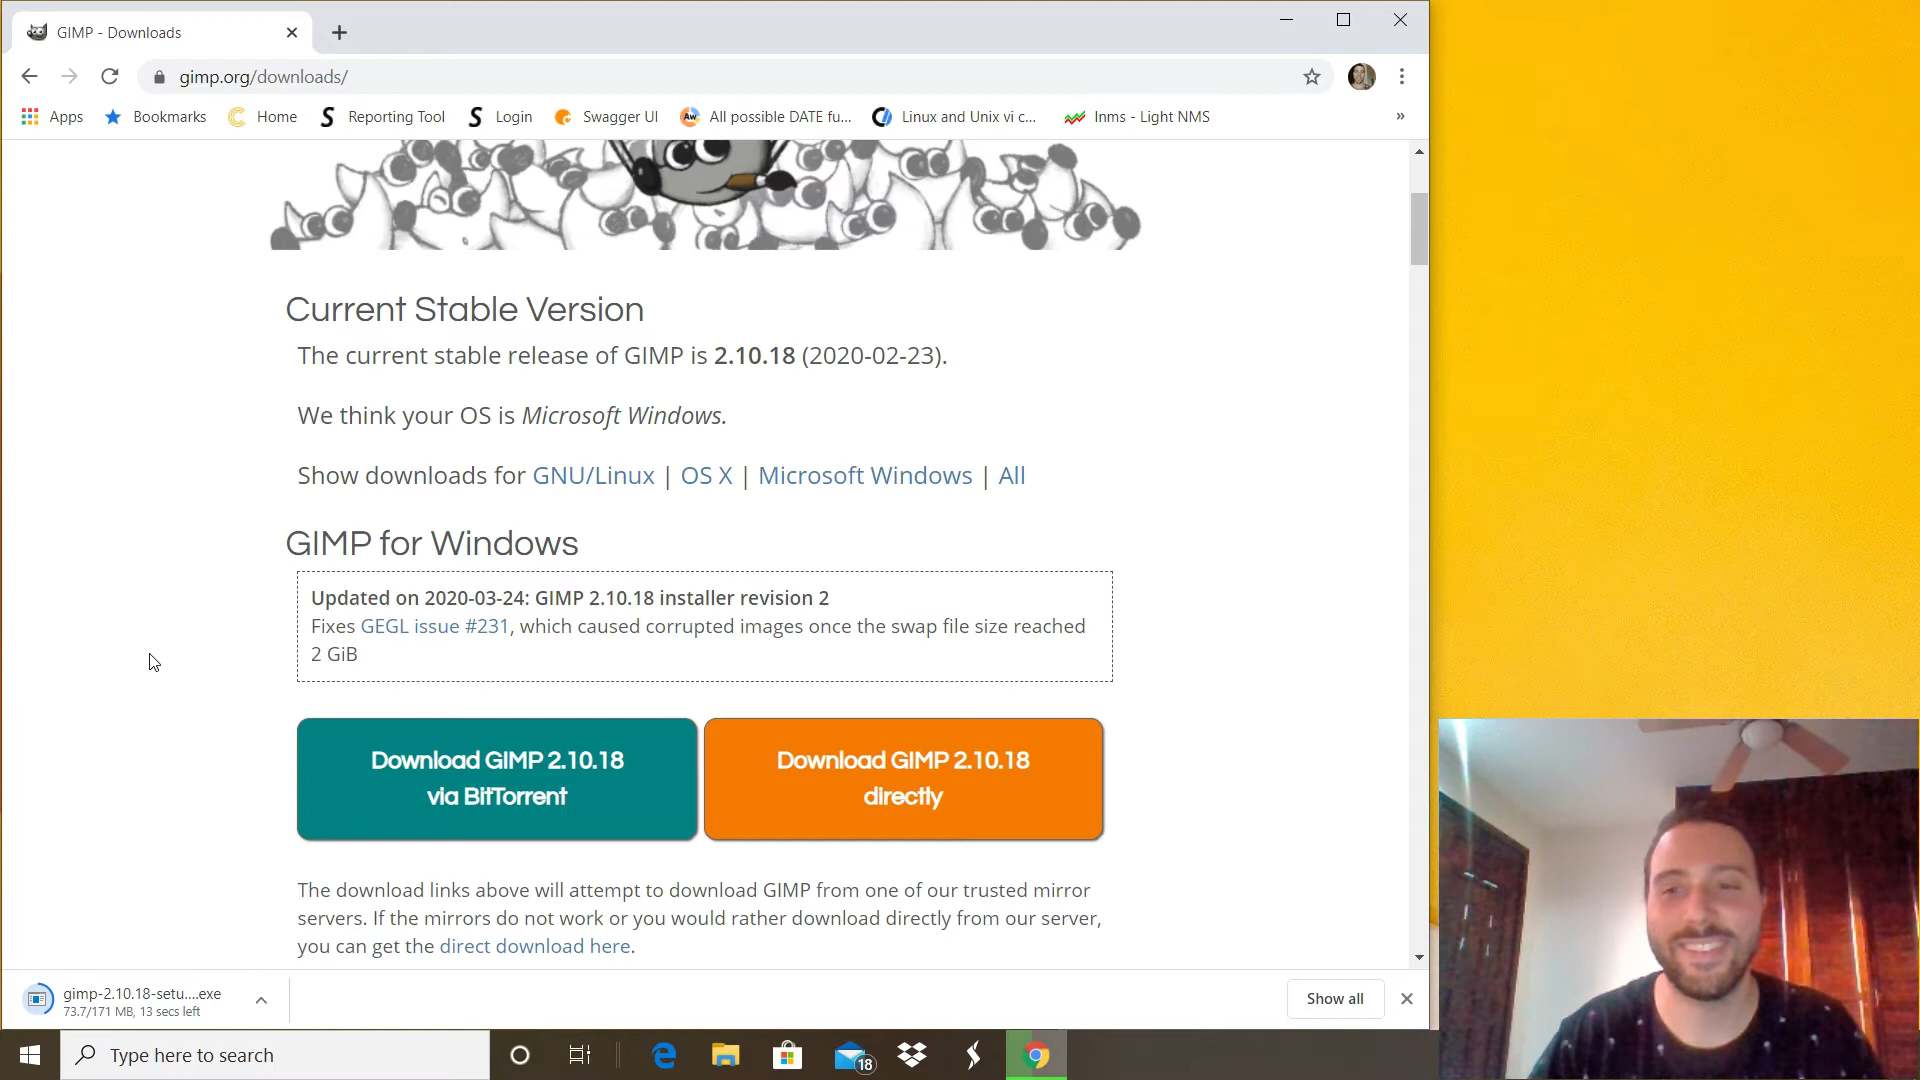 GIMP - Downloads
gimp.org/downloads/
Apps
Bookmarks
Home
Reporting Tool
Login
Swagger UI
Aw
All possible DATE fu...
Linux and Unix vi c...
Inms - Light NMS
»
Current Stable Version
The current stable release of GIMP is 2.10.18 (2020-02-23).
We think your OS is Microsoft Windows.
Show downloads for GNU/Linux | OS X | Microsoft Windows | All
GIMP for Windows
Updated on 2020-03-24: GIMP 2.10.18 installer revision 2
Fixes GEGL issue #231, which caused corrupted images once the swap file size reached
2 GiB
Download GIMP 2.10.18
via BitTorrent
Download GIMP 2.10.18
directly
The download links above will attempt to download GIMP from one of our trusted mirror
servers. If the mirrors do not work or you would rather download directly from our server,
you can get the direct download here.
gimp-2.10.18-setu....exe
73.7/171 MB, 13 secs left
Show all
Type here to search
18